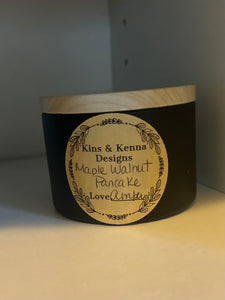 Kins & Kenna
Designs
Maple Walnut
Pancake
Love Amber